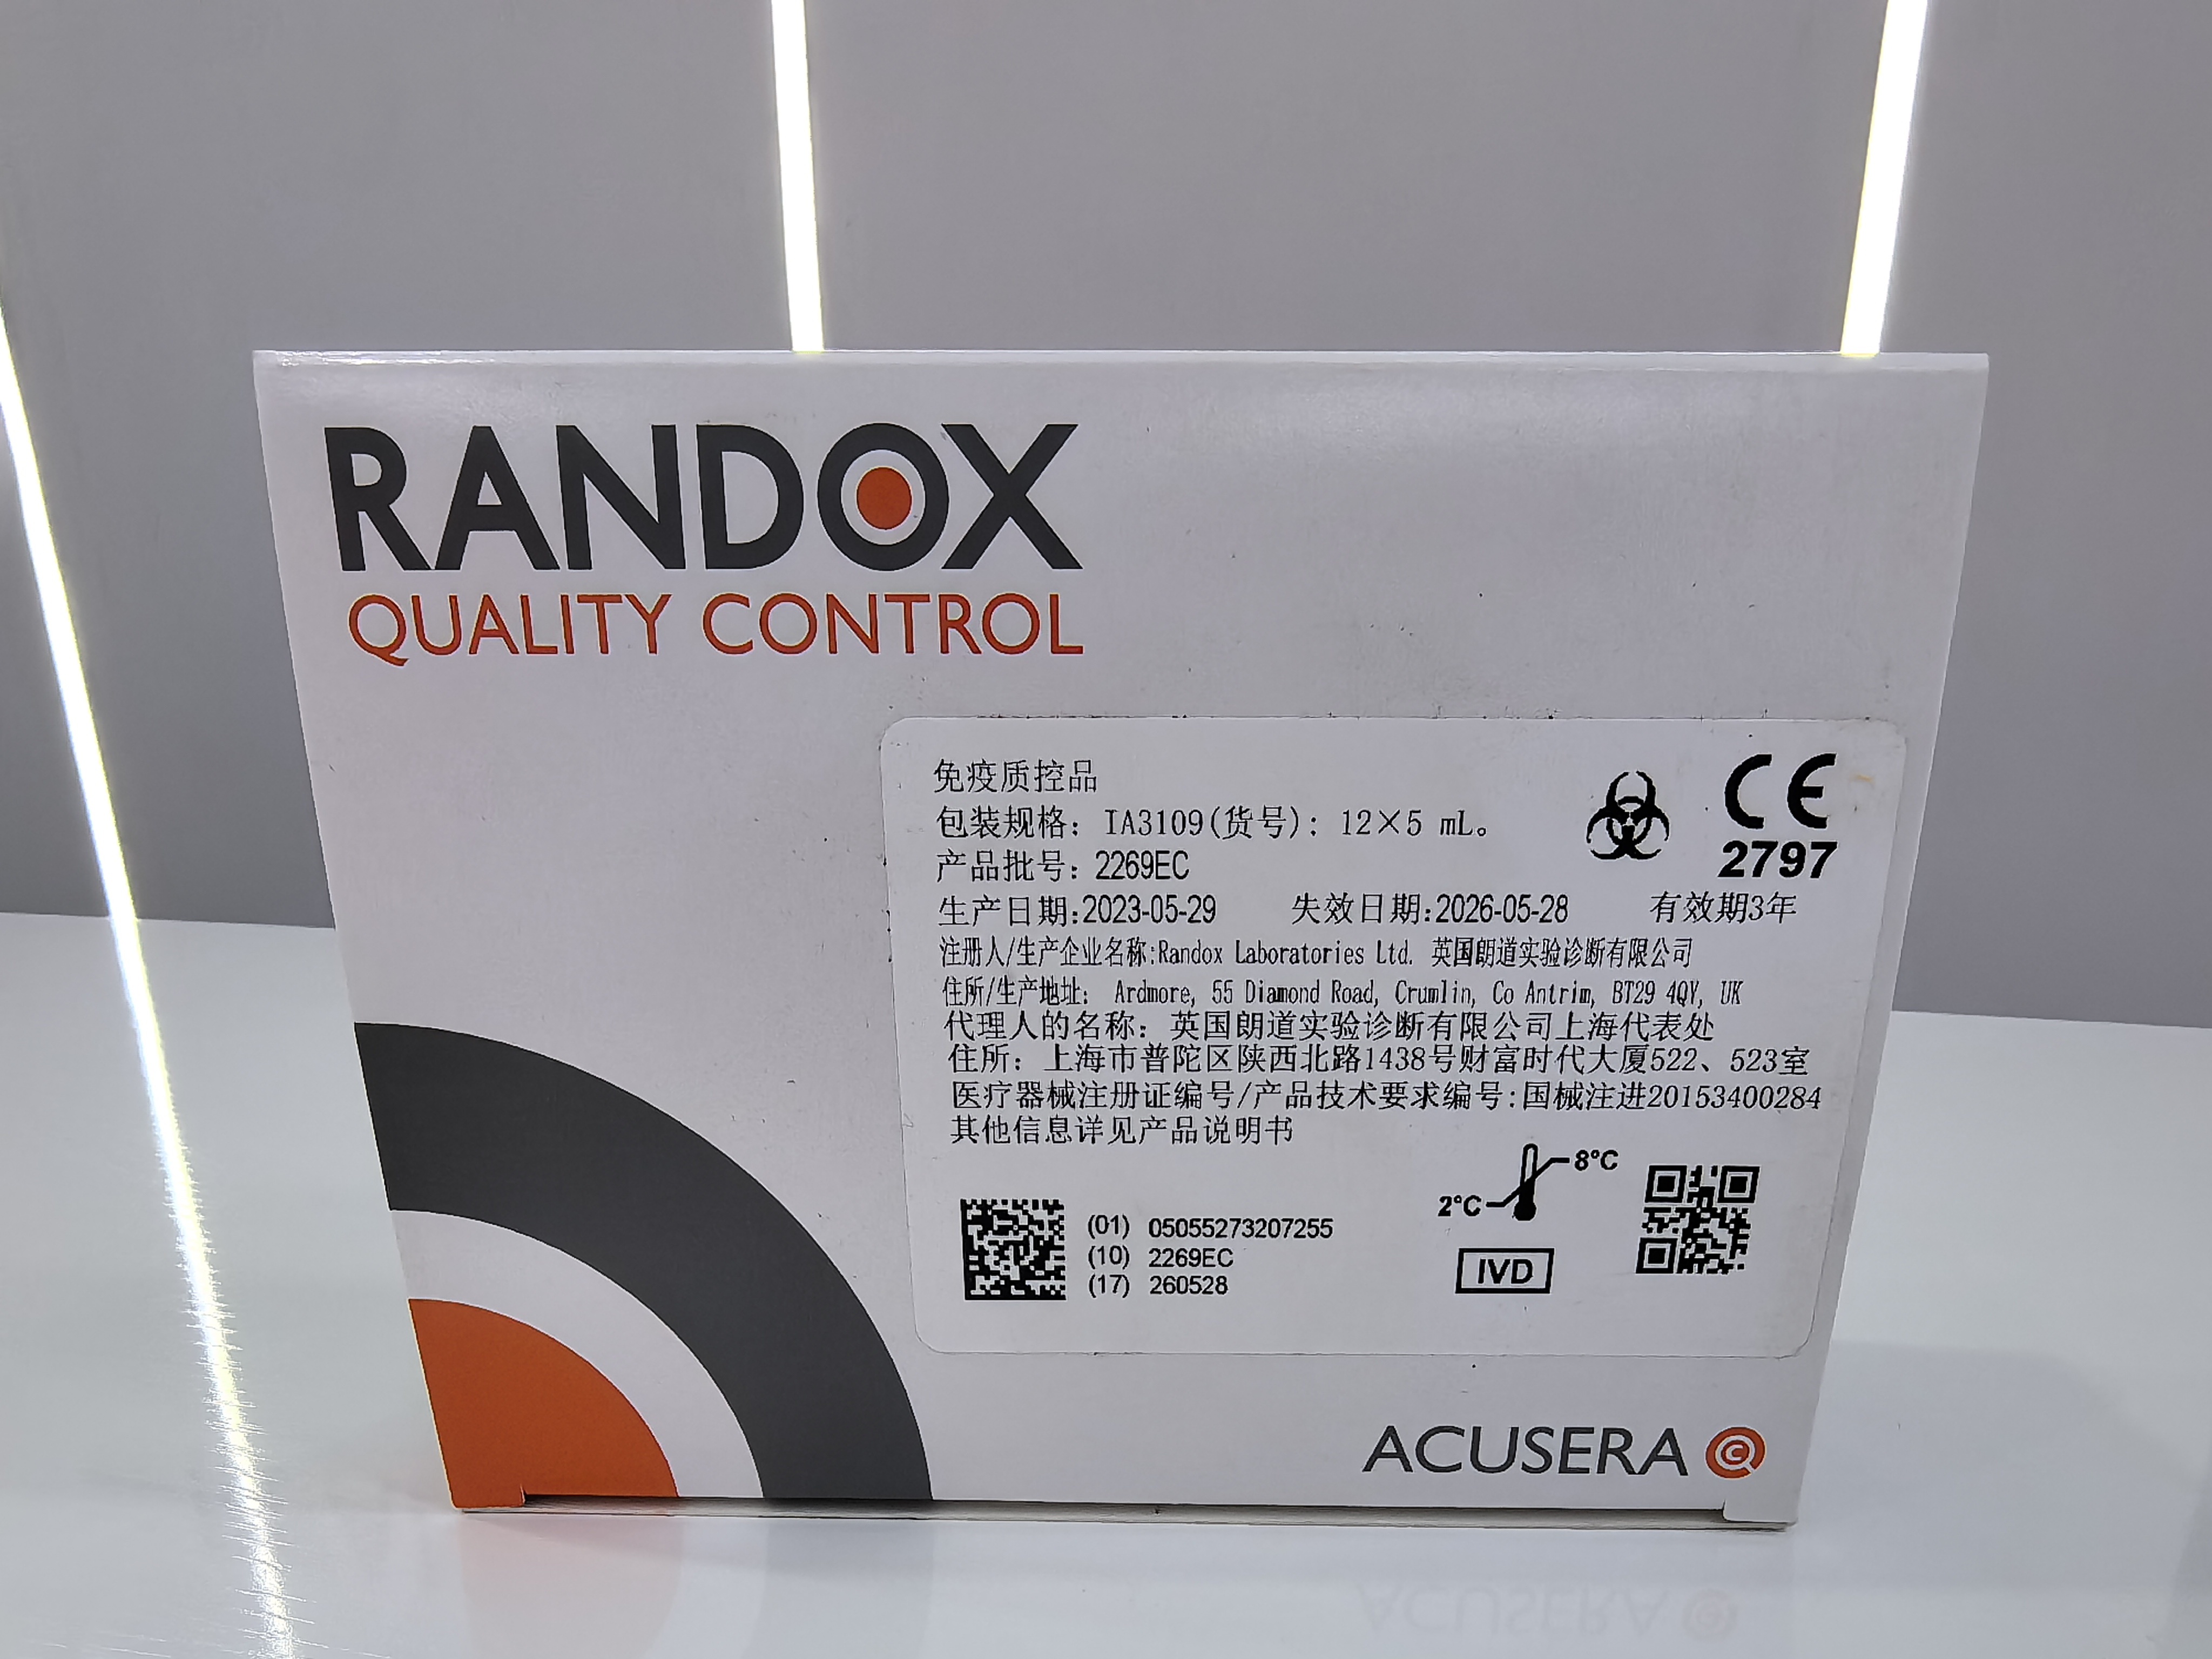 RANDOX
QUALITY CONTROL
免疫质控品
包装规格: IA3109(货号): 12×5 mL。
产品批号: 2269EC
生产日期:2023-05-29 失效日期:2026-05-28 有效期3年
注册人/生产企业名称:Randox Laboratories Ltd. 英国朗道实验诊断有限公司
住所/生产地址: Ardmore, 55 Diamond Road, Crumlin, Co Antrim, BT29 4QY, UK
代理人的名称: 英国朗道实验诊断有限公司上海代表处
住所: 上海市普陀区陕西北路1438号财富时代大厦522、523室
医疗器械注册证编号/产品技术要求编号:国械注进20153400284
其他信息详见产品说明书
CE
2797
(01) 05055273207255
(10) 2269EC
(17) 260528
8°C
2°C
IVD
ACUSERA